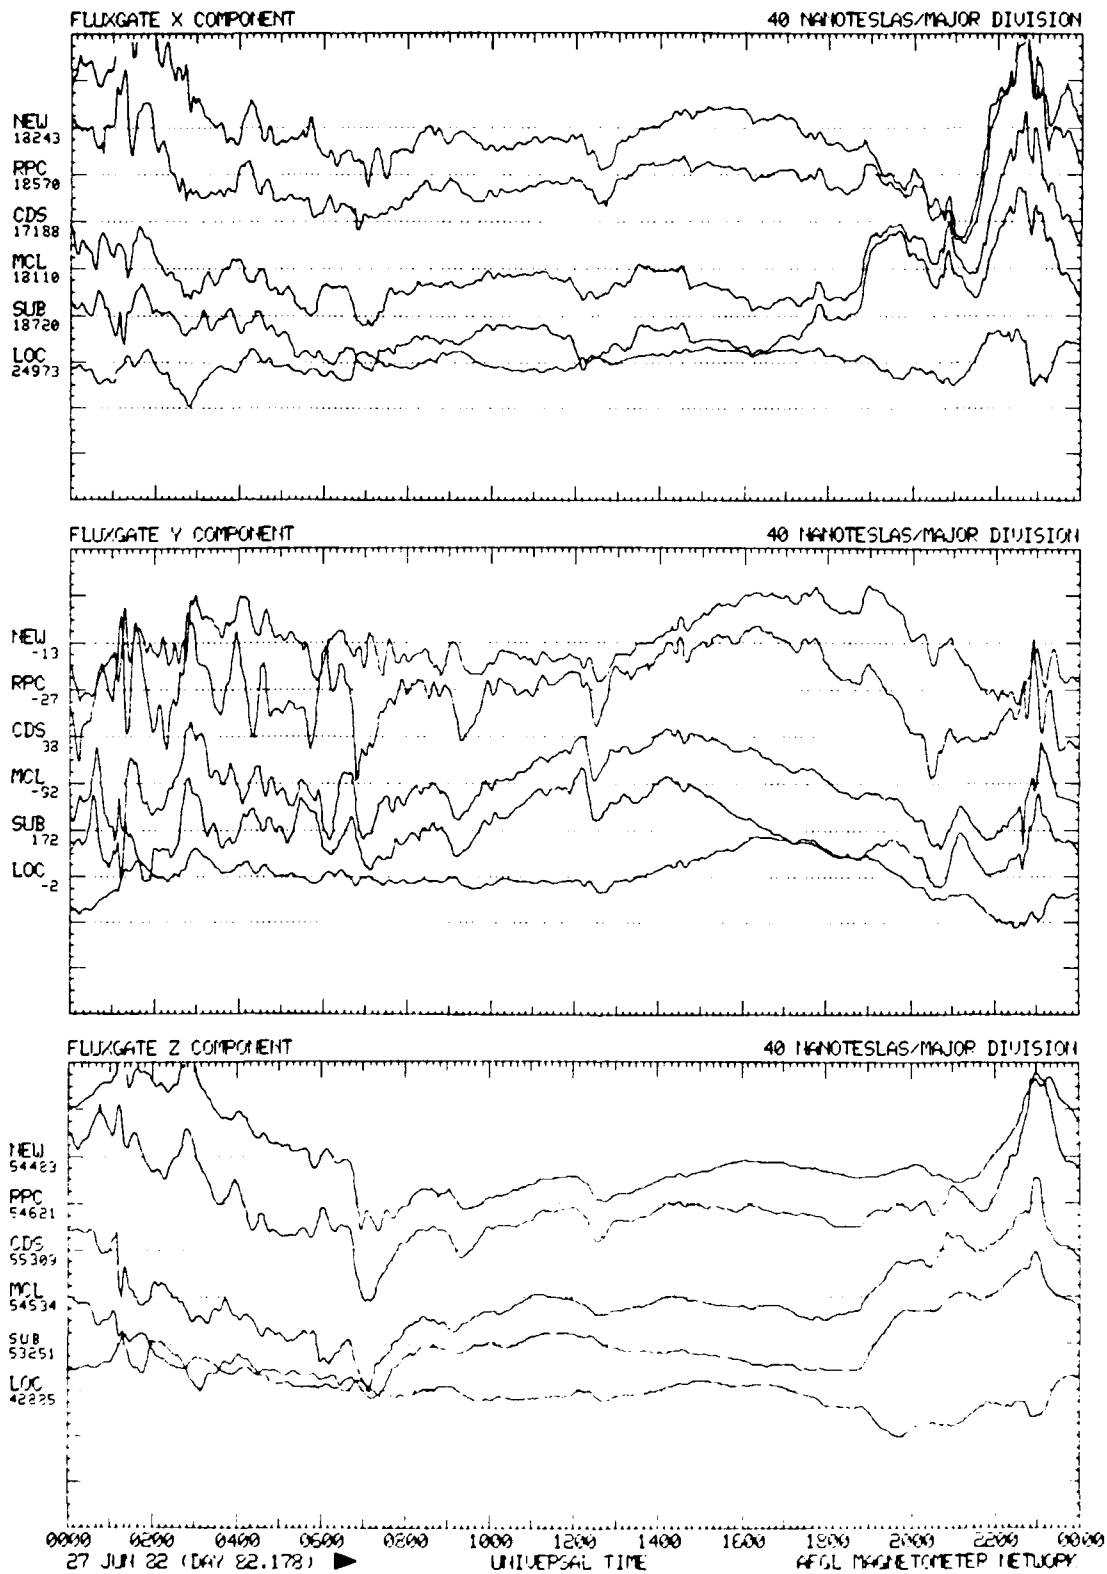 FLUXGATE X COMPONENT 40 NANOTESLAS/MAJOR DIVISION
NEW
18243
RPC
18570
CDS
17188
MCL
18110
SUB
18720
LOC
24973
FLUXGATE Y COMPONENT 40 NANOTESLAS/MAJOR DIVISION
NEW
-13
RPC
-27
CDS
38
MCL
-92
SUB
172
LOC
-2
FLUXGATE Z COMPONENT 40 NANOTESLAS/MAJOR DIVISION
NEW
54483
RPC
54621
CDS
55309
MCL
54534
SUB
53251
LOC
42225
0000 0200 0400 0600 0800 1000 1200 1400 1600 1800 2000 2200 0000
27 JUN 82 (DAY 82.178) ▶ UNIVERSAL TIME AFGL MAGNETOMETER NETWORK